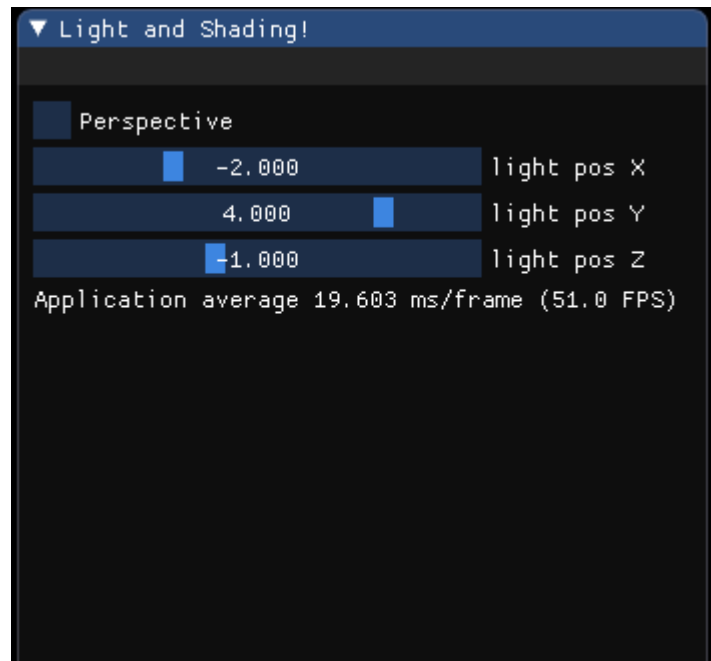 Light and Shading!
Perspective
-2.000 light pos X
4.000 light pos Y
-1.000 light pos Z
Application average 19.603 ms/frame (51.0 FPS)